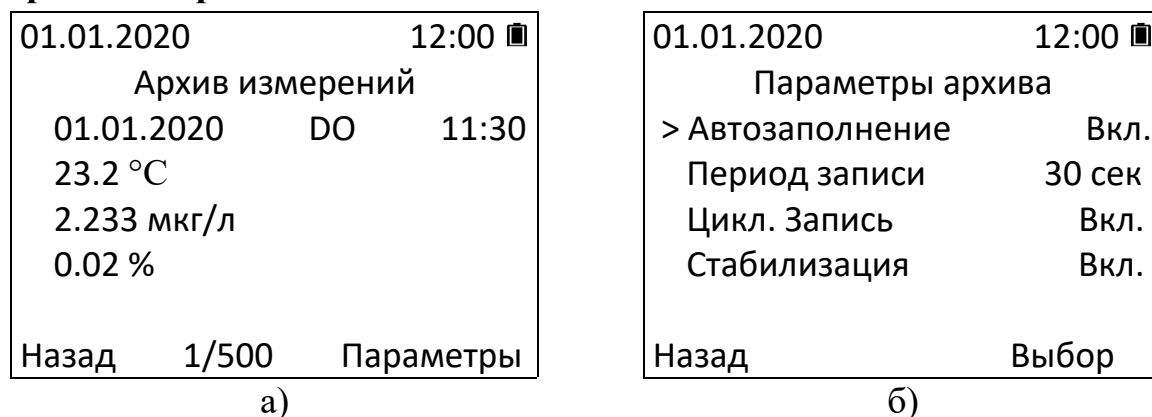 01.01.2020 12:00
Архив измерений
01.01.2020 DO 11:30
23.2 °C
2.233 мкг/л
0.02 %
Назад 1/500 Параметры
а)
01.01.2020 12:00
Параметры архива
> Автозаполнение Вкл.
Период записи 30 сек
Цикл. Запись Вкл.
Стабилизация Вкл.
Назад Выбор
б)